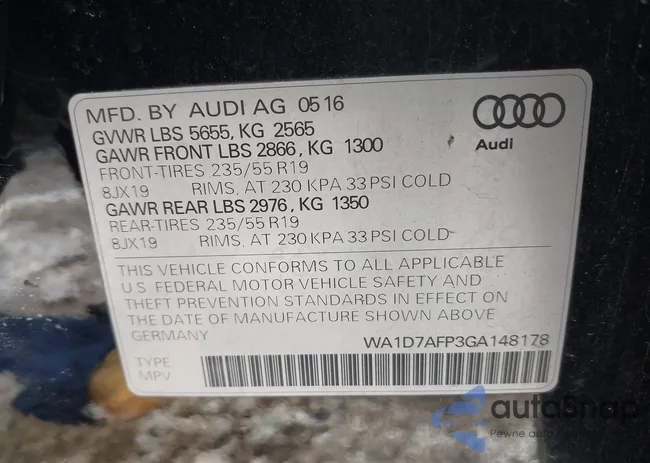 MFD. BY AUDI AG 05 16
GVWR LBS 5655, KG 2565
GAWR FRONT LBS 2866, KG 1300
FRONT-TIRES 235/55 R19
8JX19 RIMS, AT 230 KPA 33 PSI COLD
GAWR REAR LBS 2976, KG 1350
REAR-TIRES 235/55 R19
8JX19 RIMS, AT 230 KPA 33 PSI COLD
Audi
THIS VEHICLE CONFORMS TO ALL APPLICABLE
U.S. FEDERAL MOTOR VEHICLE SAFETY AND
THEFT PREVENTION STANDARDS IN EFFECT ON
THE DATE OF MANUFACTURE SHOWN ABOVE
GERMANY
WA1D7AFP3GA148178
TYPE
MPV
autaSnap
Pewne auto